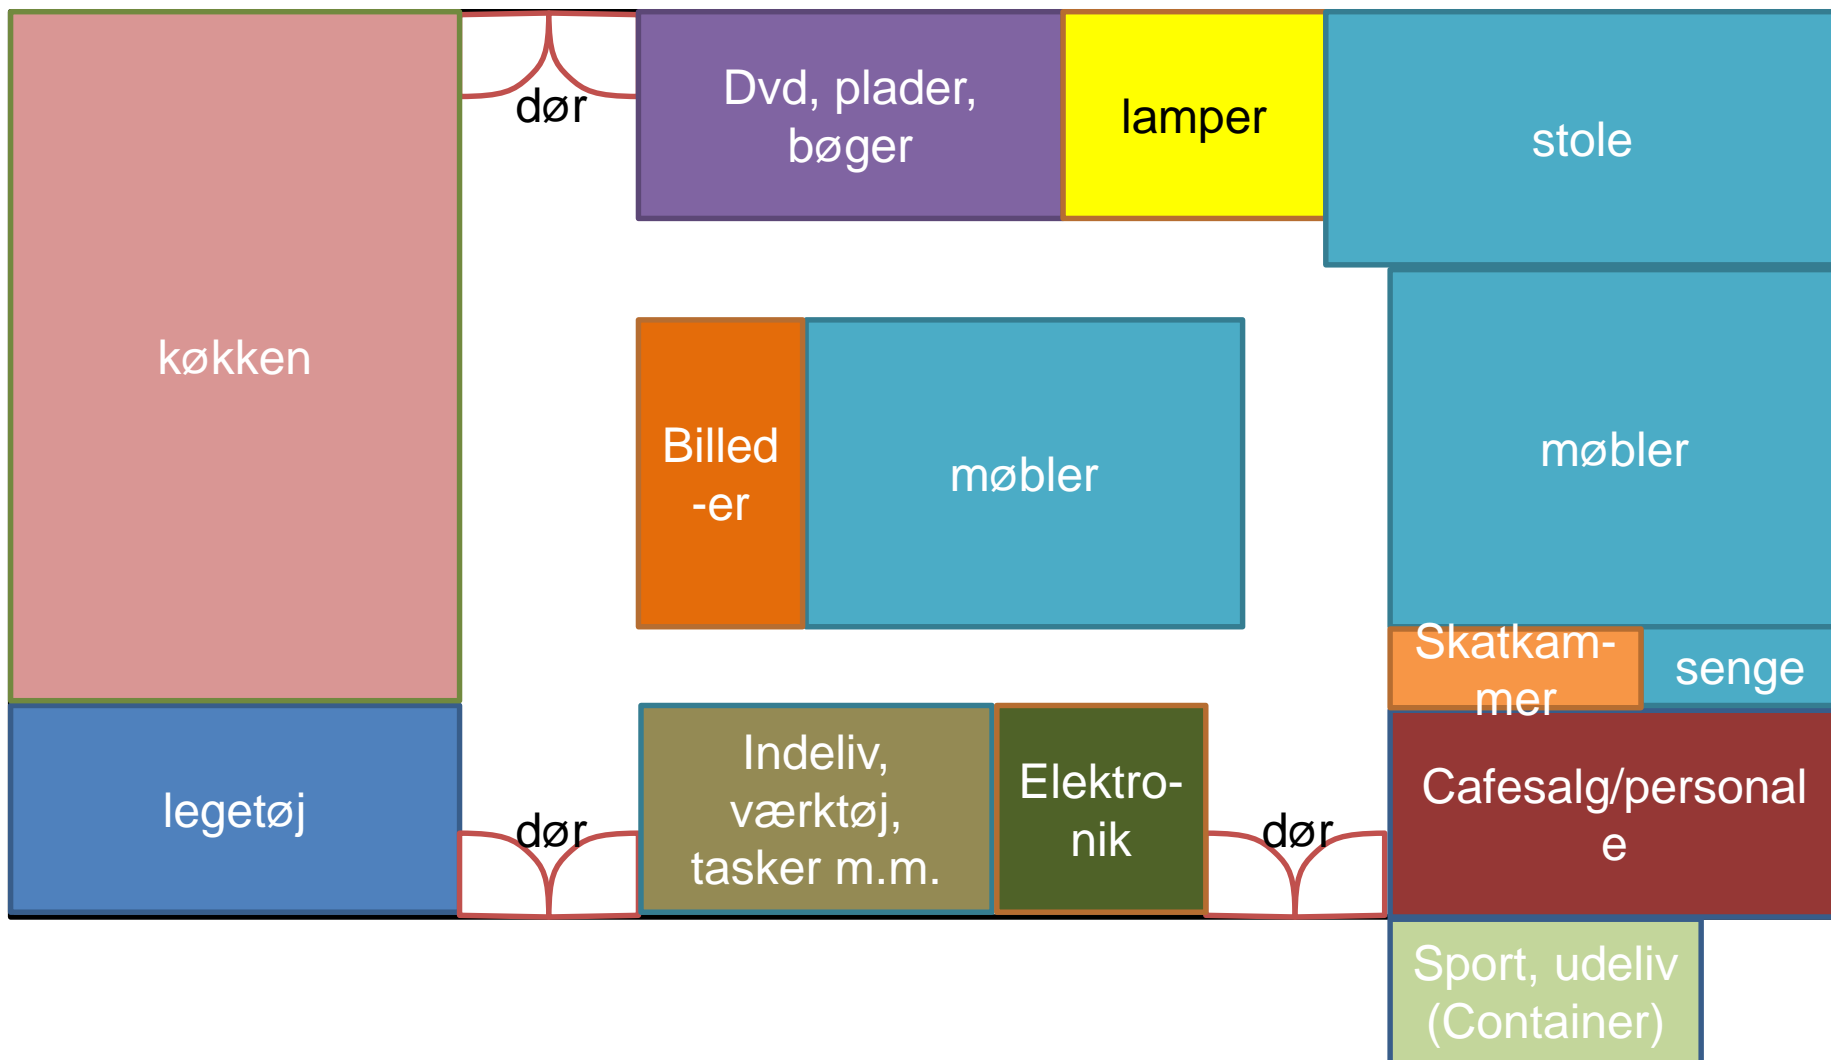 dør
Dvd, plader,
bøger
lamper
stole
køkken
Billed
-er
møbler
møbler
Skatkam-
mer
senge
legetøj
dør
Indeliv,
værktøj,
tasker m.m.
Elektro-
nik
dør
Cafesalg/personal
e
Sport, udeliv
(Container)